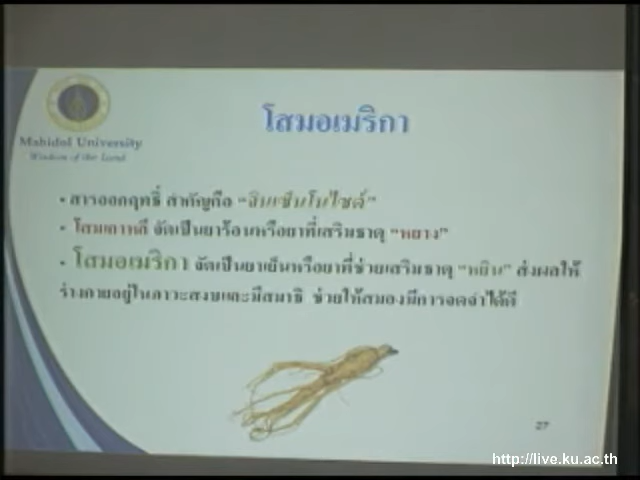 Mahidol University
Wisdom of the Land
โสมอเมริกา
• สารออกฤทธิ์ สำคัญคือ “จินเซ็นโนไซด์”
• โสมเกาหลี จัดเป็นยาร้อนหรือยาที่เสริมธาตุ “หยาง”
• โสมอเมริกา จัดเป็นยาเย็นหรือยาที่ช่วยเสริมธาตุ “หยิน” ส่งผลให้
ร่างกายอยู่ในภาวะสงบและมีสมาธิ ช่วยให้สมองมีการจดจำได้ดี
27
http://live.ku.ac.th